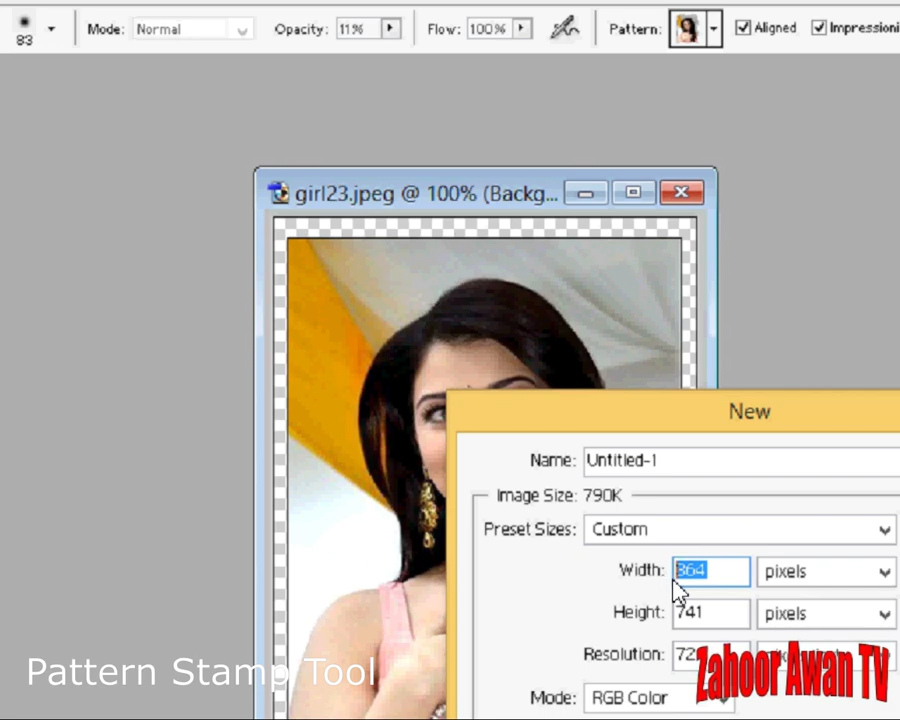 83 Mode: Normal Opacity: 11% Flow: 100% Pattern: Aligned Impressioni
girl23.jpeg @ 100% (Backg...
New
Name: Untitled-1
Image Size: 790K
Preset Sizes: Custom
Width: 364 pixels
Height: 741 pixels
Resolution: 72
Mode: RGB Color
Pattern Stamp Tool
Zahoor Awan TV